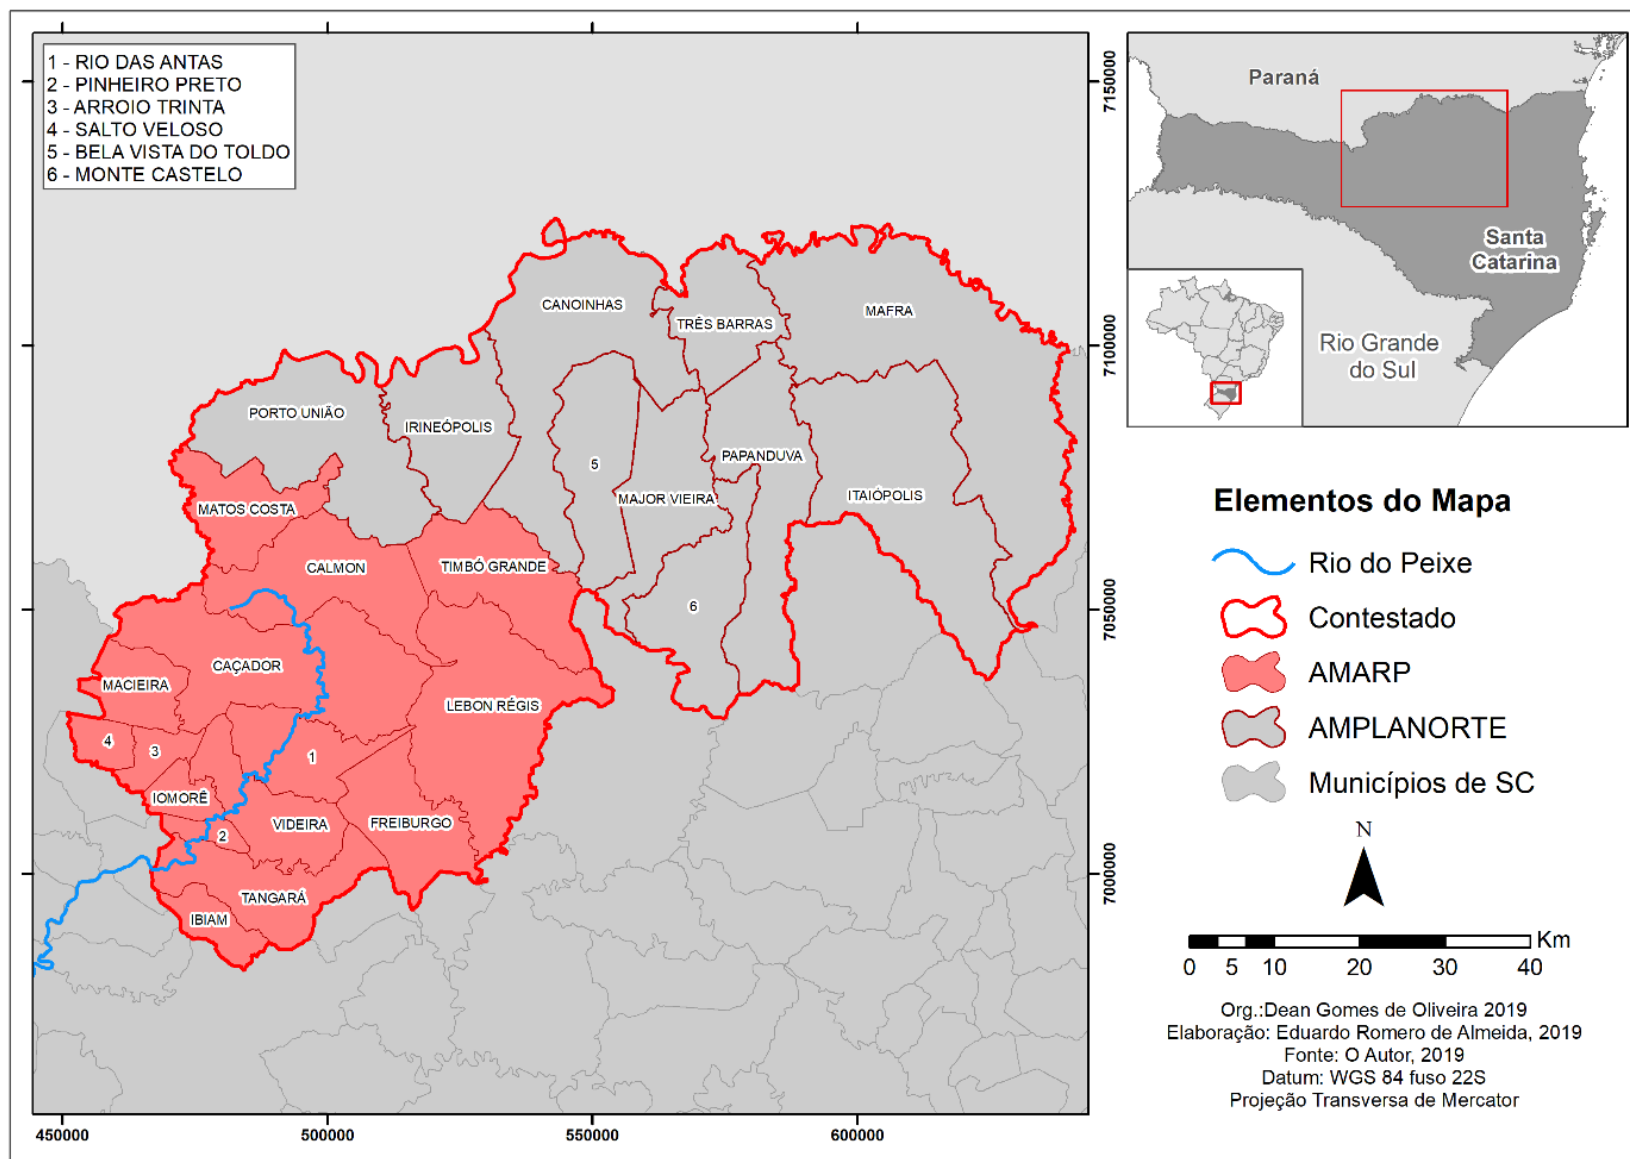 1 - RIO DAS ANTAS
2 - PINHEIRO PRETO
3 - ARROIO TRINTA
4 - SALTO VELOSO
5 - BELA VISTA DO TOLDO
6 - MONTE CASTELO
CANOINHAS
TRÊS BARRAS
MAFRA
PORTO UNIÃO
IRINEÓPOLIS
5
PAPANDUVA
MAJOR VIEIRA
ITAIÓPOLIS
MATOS COSTA
CALMON
TIMBÓ GRANDE
6
CAÇADOR
MACIEIRA
LEBON RÉGIS
4
3
1
IOMORÊ
2
VIDEIRA
FREIBURGO
TANGARÁ
IBIAM
450000
500000
550000
600000
7150000
7100000
7050000
7000000
Paraná
Santa
Catarina
Rio Grande
do Sul
Elementos do Mapa
Rio do Peixe
Contestado
AMARP
AMPLANORTE
Municípios de SC
N
Km
0 5 10 20 30 40
Org.:Dean Gomes de Oliveira 2019
Elaboração: Eduardo Romero de Almeida, 2019
Fonte: O Autor, 2019
Datum: WGS 84 fuso 22S
Projeção Transversa de Mercator